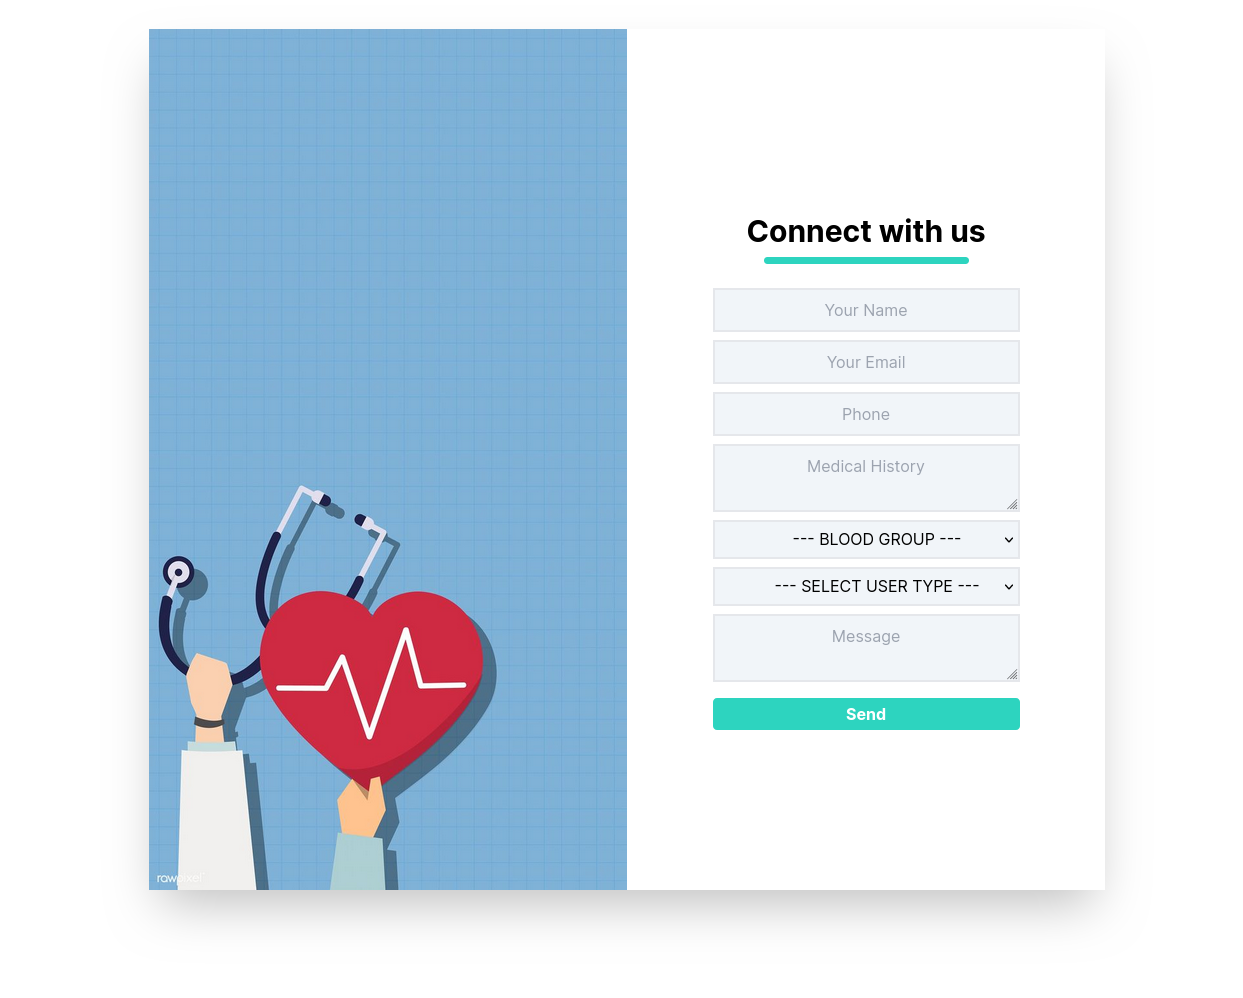 Connect with us
Your Name
Your Email
Phone
Medical History
--- BLOOD GROUP ---
--- SELECT USER TYPE ---
Message
Send
rawpixel